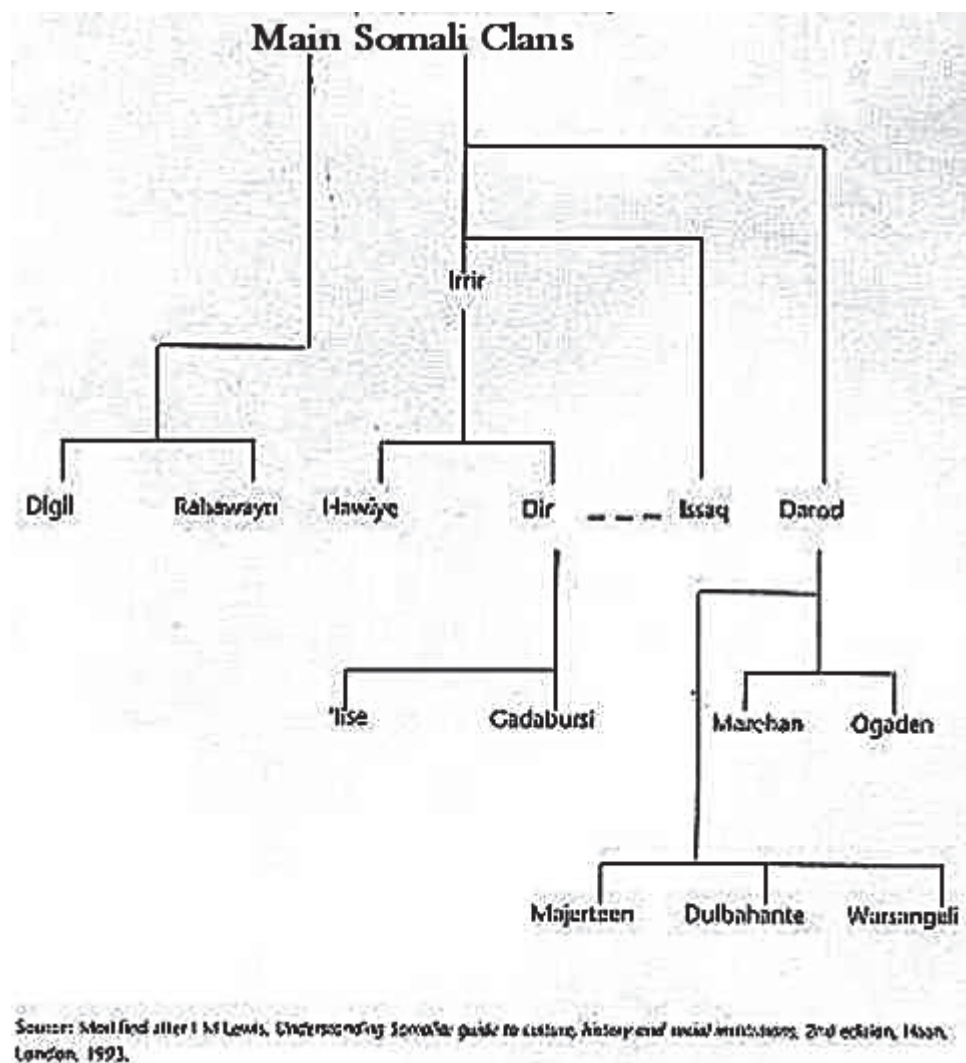 Main Somali Clans
Irrir
Digil
Rahawayn
Hawiye
Dir
Issaq
Darod
'Iise
Gadabursi
Marehan
Ogaden
Majerteen
Dulbahante
Warsangeli
Source: Modified after I M Lewis, Understanding Somalia: guide to culture, history and social institutions, 2nd edition, Haan,
London, 1993.